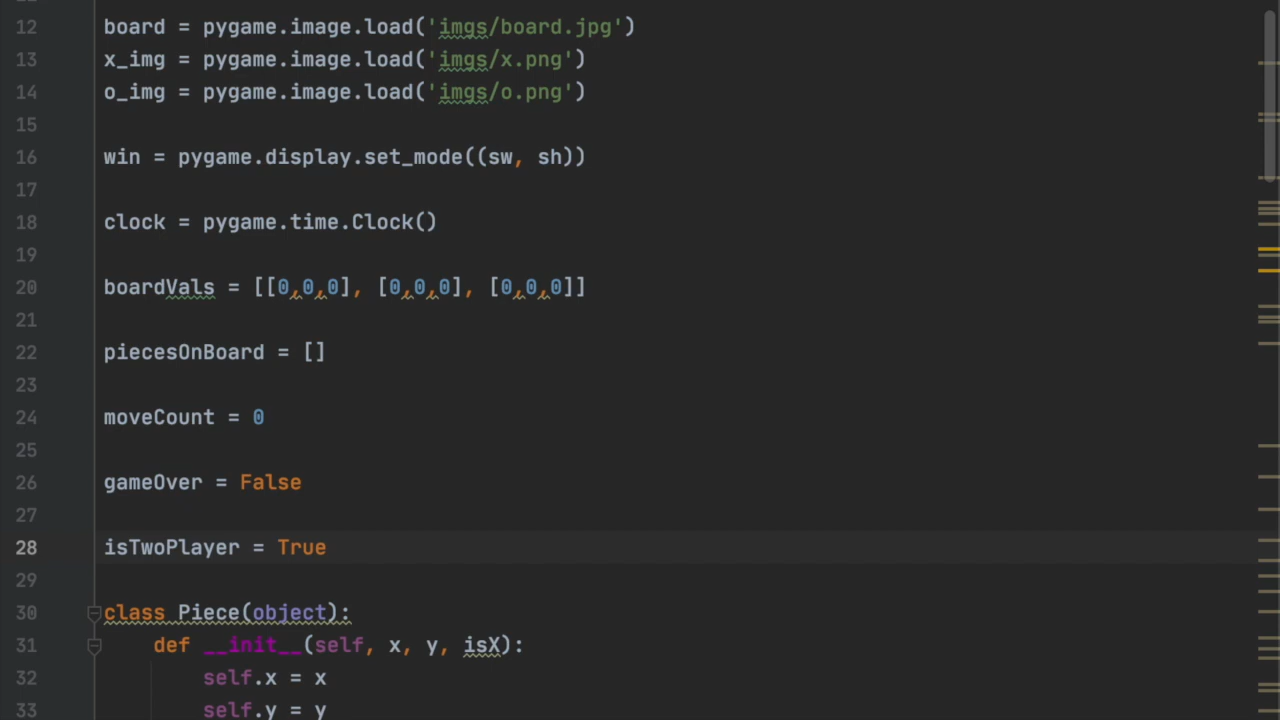 12 board = pygame.image.load('imgs/board.jpg')
13 x_img = pygame.image.load('imgs/x.png')
14 o_img = pygame.image.load('imgs/o.png')
15
16 win = pygame.display.set_mode((sw, sh))
17
18 clock = pygame.time.Clock()
19
20 boardVals = [[0,0,0], [0,0,0], [0,0,0]]
21
22 piecesOnBoard = []
23
24 moveCount = 0
25
26 gameOver = False
27
28 isTwoPlayer = True
29
30 class Piece(object):
31     def __init__(self, x, y, isX):
32         self.x = x
33         self.y = y